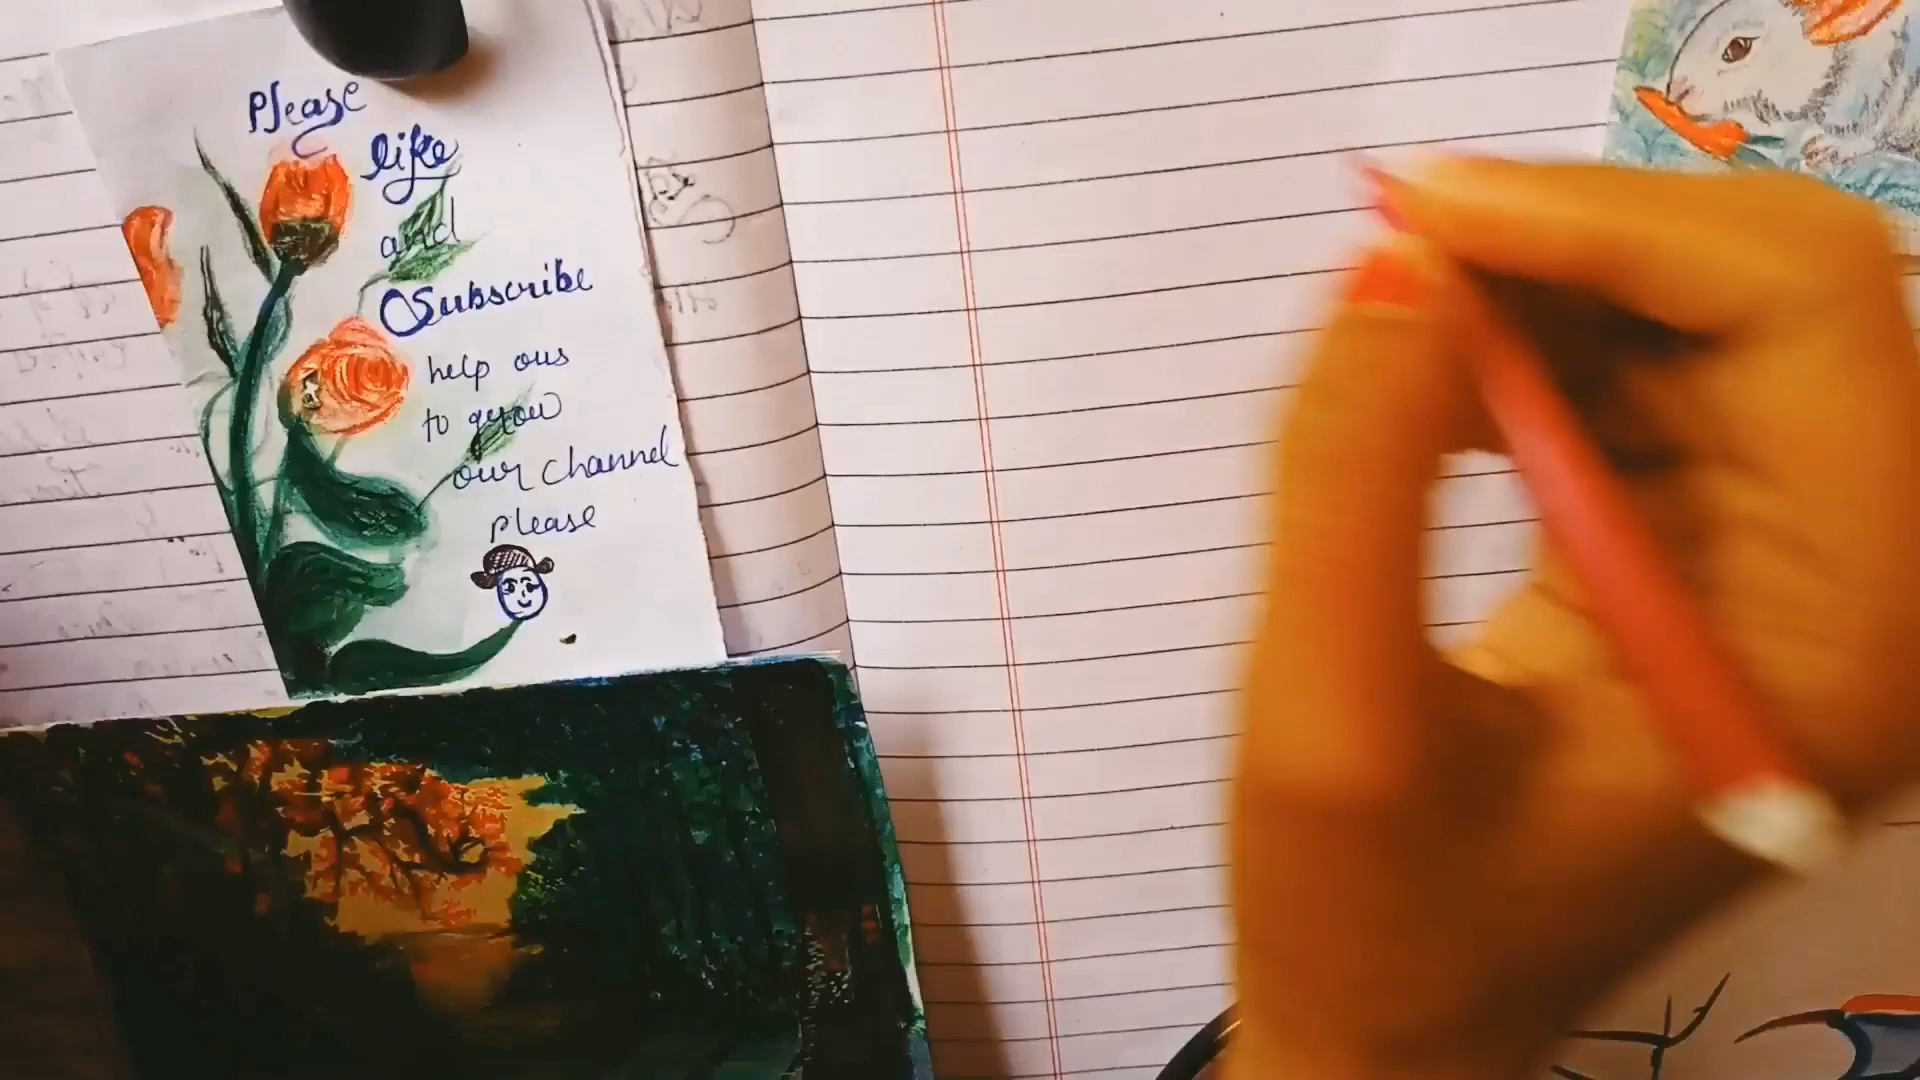 Please
like
and
Subscribe
help ous
to grow
our channel
please